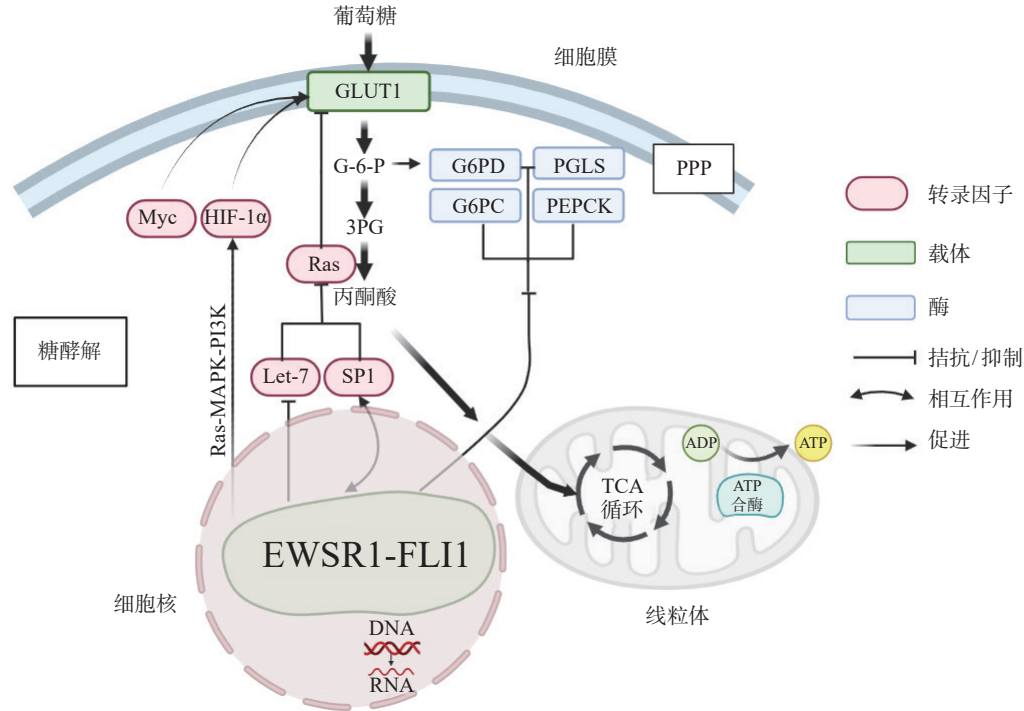 葡萄糖
细胞膜
GLUT1
G-6-P
G6PD
PGLS
PPP
G6PC
PEPCK
Myc
HIF-1α
3PG
Ras
丙酮酸
Ras-MAPK-PI3K
糖酵解
Let-7
SP1
转录因子
载体
酶
拮抗/抑制
相互作用
促进
ADP
ATP
TCA
循环
ATP
合酶
EWSR1-FLI1
细胞核
线粒体
DNA
RNA